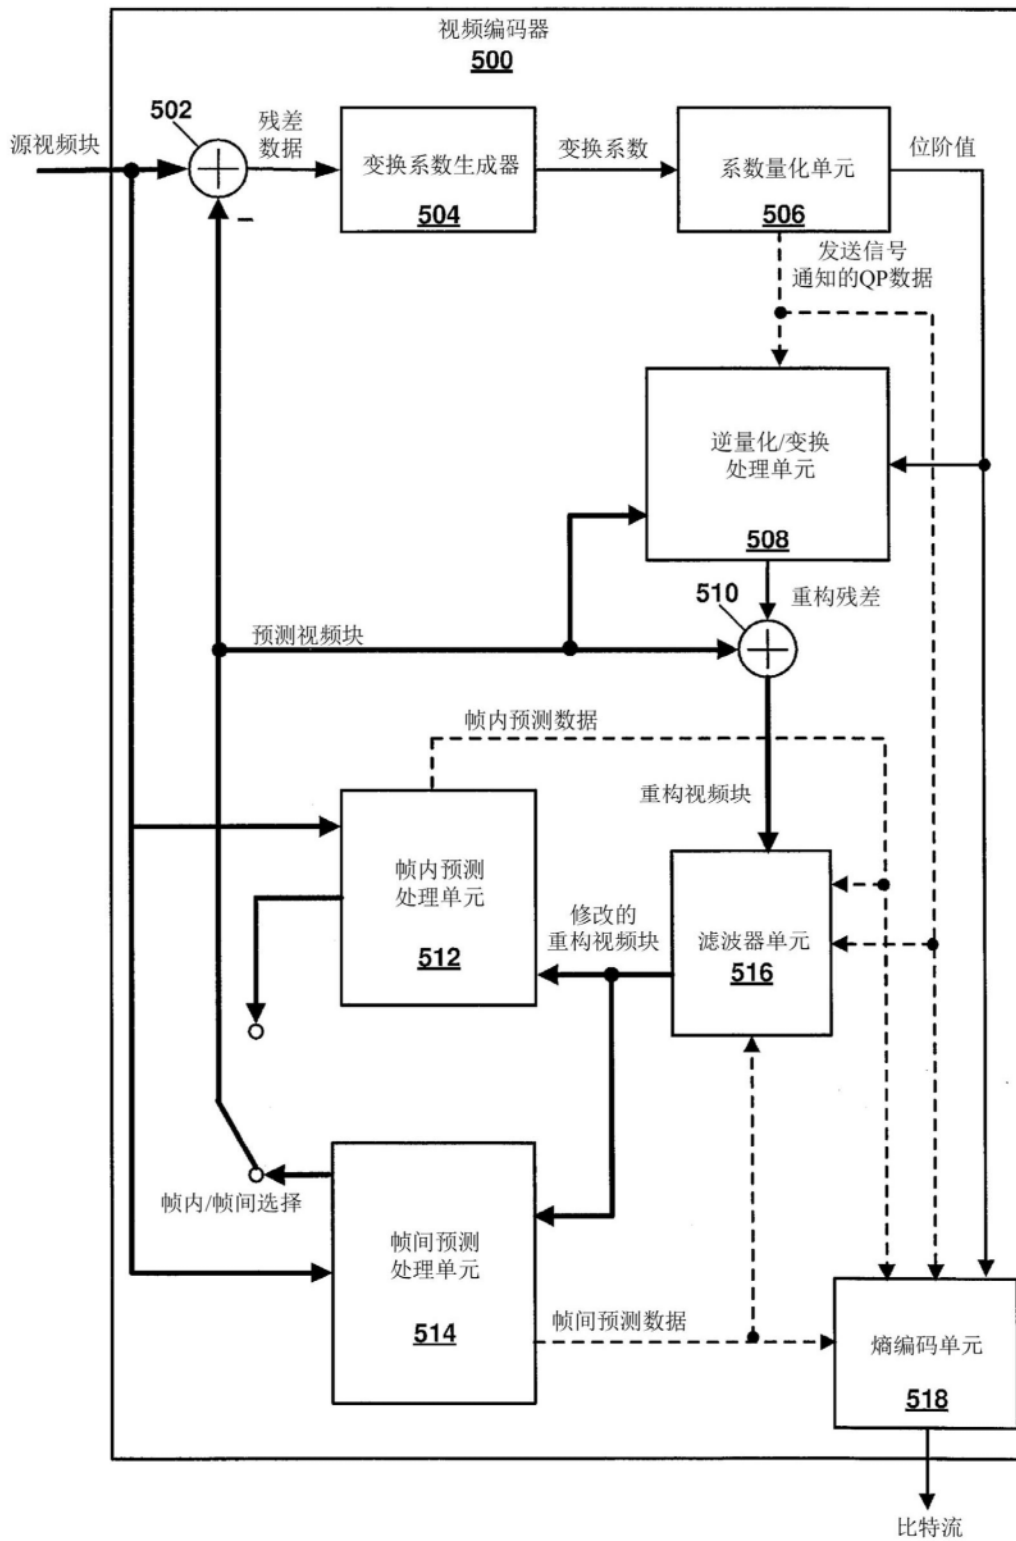 视频编码器
500
502
源视频块
残差
数据
变换系数生成器
504
变换系数
系数量化单元
506
位阶值
−
发送信号
通知的QP数据
逆量化/变换
处理单元
508
510
重构残差
预测视频块
帧内预测数据
重构视频块
帧内预测
处理单元
512
修改的
重构视频块
滤波器单元
516
帧内/帧间选择
帧间预测
处理单元
514
帧间预测数据
熵编码单元
518
比特流